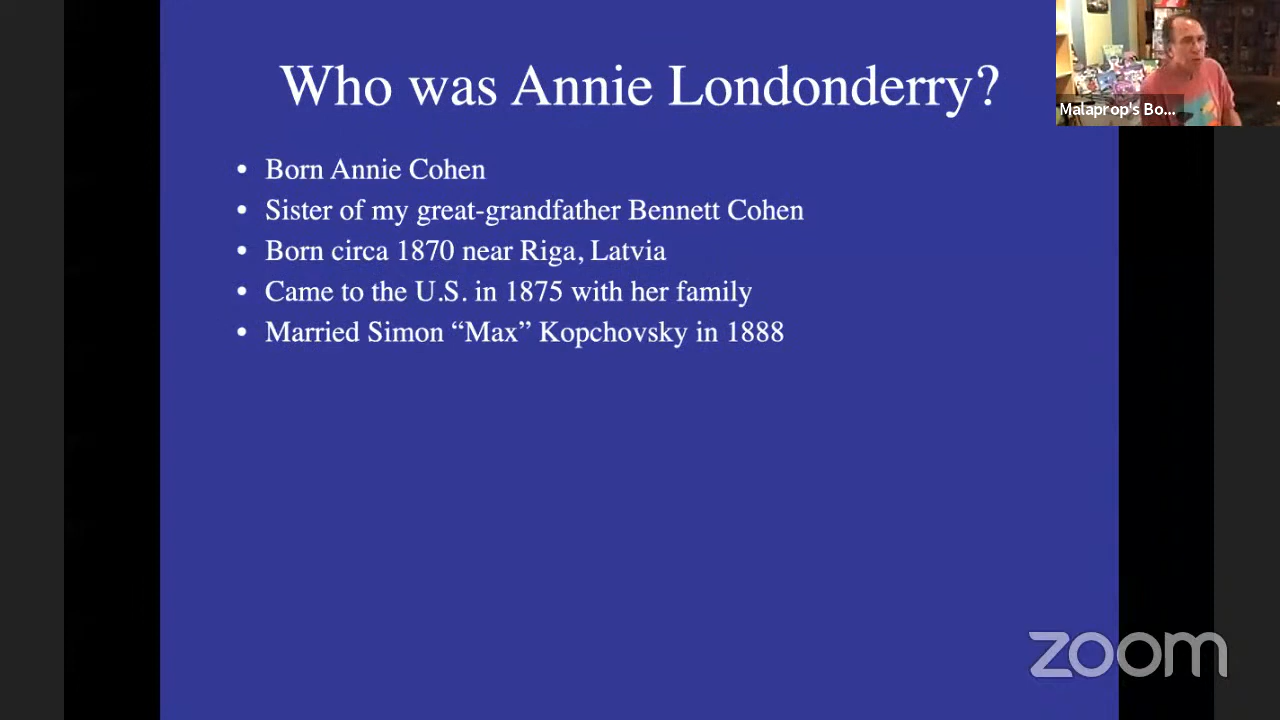 Who was Annie Londonderry?
Malaprop's Bo...
• Born Annie Cohen
• Sister of my great-grandfather Bennett Cohen
• Born circa 1870 near Riga, Latvia
• Came to the U.S. in 1875 with her family
• Married Simon “Max” Kopchovsky in 1888
zoom